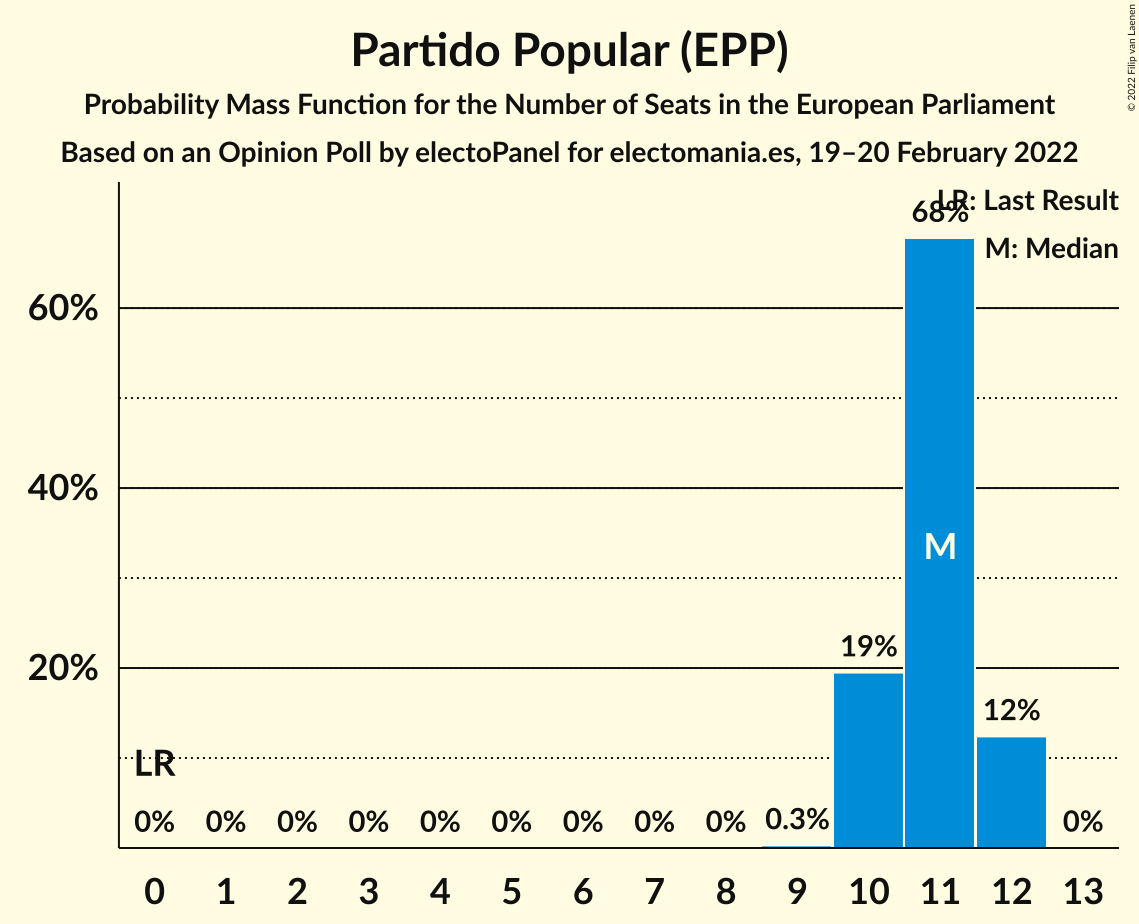 Partido Popular (EPP)
Probability Mass Function for the Number of Seats in the European Parliament
Based on an Opinion Poll by electoPanel for electomania.es, 19–20 February 2022
© 2022 Filip van Laenen
LR: Last Result
M: Median
68%
60%
40%
M
19%
20%
12%
LR
0% 0% 0% 0% 0% 0% 0% 0% 0% 0.3% 0%
0 1 2 3 4 5 6 7 8 9 10 11 12 13